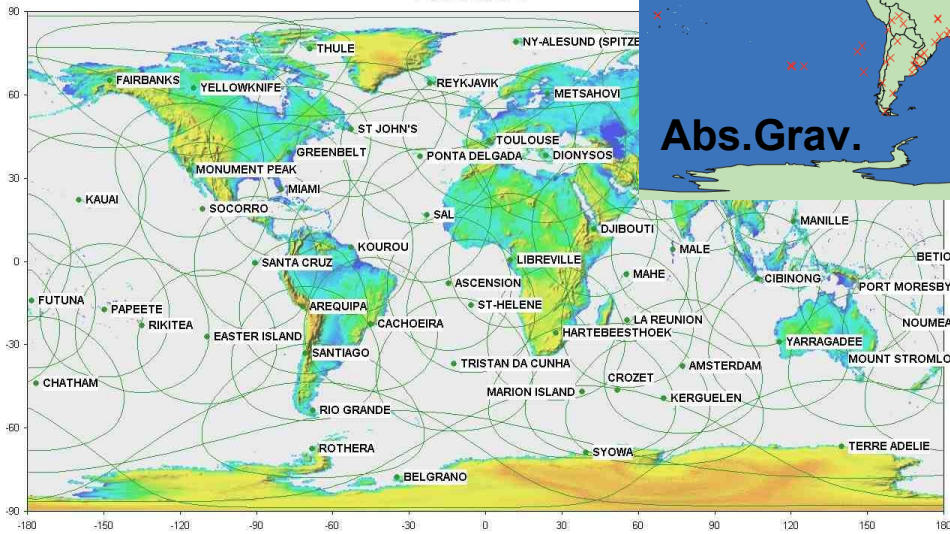 90
THULE
NY-ALESUND (SPITZE
FAIRBANKS
YELLOWKNIFE
REYKJAVIK
METSAHOVI
60
ST JOHN'S
TOULOUSE
GREENBELT
PONTA DELGADA
DIONYSOS
Abs.Grav.
MONUMENT PEAK
30
MIAMI
KAUAI
SOCORRO
SAL
MANILLE
DJIBOUTI
KOUROU
MALE
BETIO
0
SANTA CRUZ
LIBREVILLE
MAHE
CIBINONG
ASCENSION
PORT MORESBY
FUTUNA
PAPEETE
AREQUIPA
ST-HELENE
RIKITEA
CACHOEIRA
LA REUNION
NOUMEA
EASTER ISLAND
HARTEBEESTHOEK
YARRAGADEE
-30
SANTIAGO
MOUNT STROMLO
TRISTAN DA CUNHA
AMSTERDAM
CHATHAM
CROZET
MARION ISLAND
KERGUELEN
RIO GRANDE
-60
ROTHERA
SYOWA
TERRE ADELIE
BELGRANO
-90
-180 -150 -120 -90 -60 -30 0 30 60 90 120 150 180